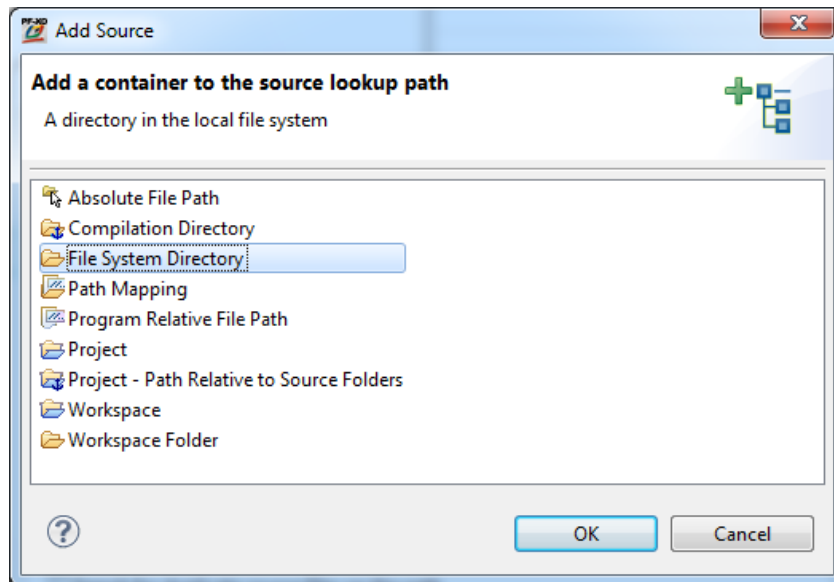 Add Source
Add a container to the source lookup path
A directory in the local file system
Absolute File Path
Compilation Directory
File System Directory
Path Mapping
Program Relative File Path
Project
Project - Path Relative to Source Folders
Workspace
Workspace Folder
?
OK
Cancel